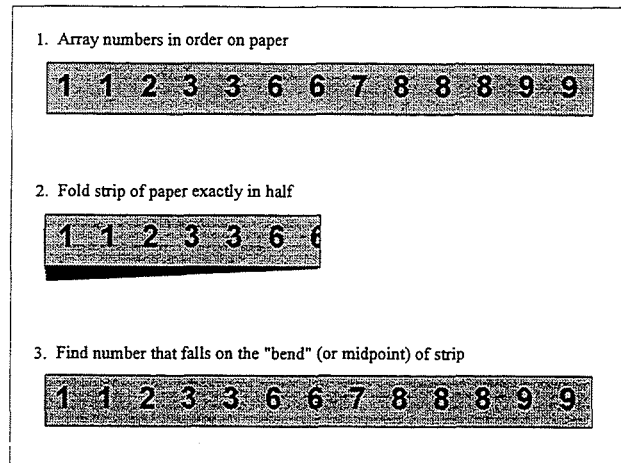 1. Array numbers in order on paper
1 1 2 3 3 6 6 7 8 8 8 9 9
2. Fold strip of paper exactly in half
1 1 2 3 3 6 6
3. Find number that falls on the "bend" (or midpoint) of strip
1 1 2 3 3 6 6 7 8 8 8 9 9